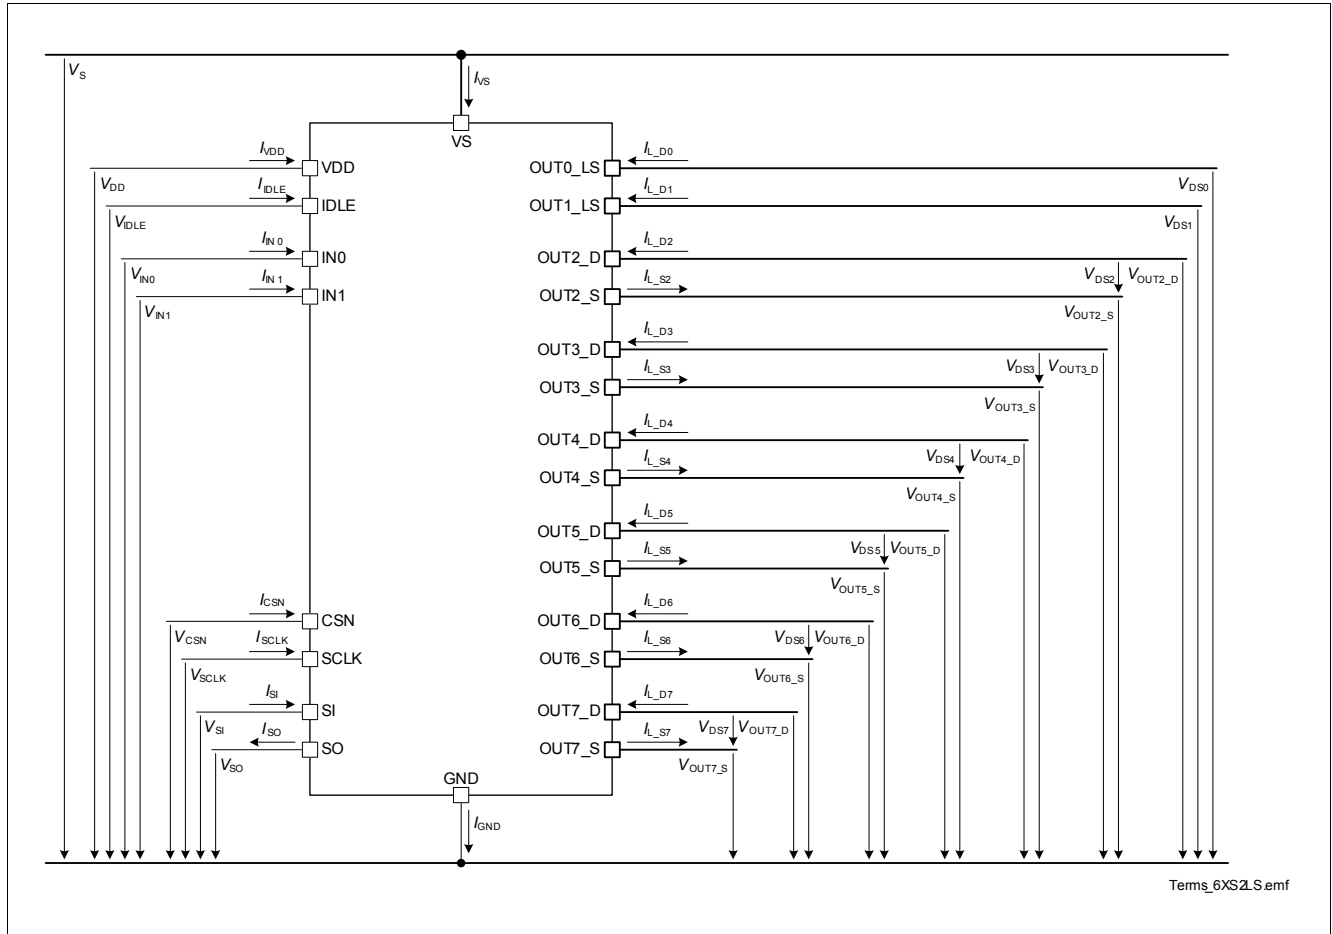 VS
IVS
VS
IVDD
VDD
OUT0_LS
IL_D0
VDD
IIDLE
IDLE
OUT1_LS
IL_D1
VDS0
VIDLE
VDS1
IIN0
IN0
OUT2_D
IL_D2
VIN0
IIN1
IN1
OUT2_S
IL_S2
VDS2
VOUT2_D
VIN1
VOUT2_S
OUT3_D
IL_D3
OUT3_S
IL_S3
VDS3
VOUT3_D
VOUT3_S
OUT4_D
IL_D4
OUT4_S
IL_S4
VDS4
VOUT4_D
VOUT4_S
OUT5_D
IL_D5
OUT5_S
IL_S5
VDS5
VOUT5_D
VOUT5_S
ICSN
CSN
OUT6_D
IL_D6
VCSN
ISCLK
SCLK
OUT6_S
IL_S6
VDS6
VOUT6_D
VSCLK
VOUT6_S
ISI
SI
OUT7_D
IL_D7
VSI
ISO
SO
OUT7_S
IL_S7
VDS7
VOUT7_D
VSO
VOUT7_S
GND
IGND
Terms_6XS2LS.emf